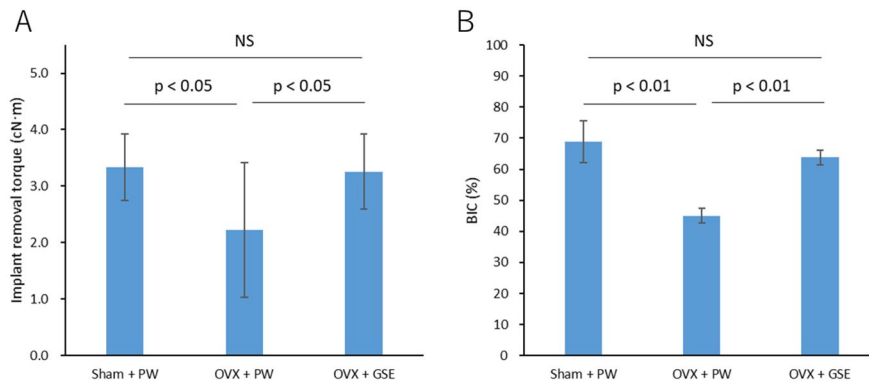 A
NS
p < 0.05
p < 0.05
Implant removal torque (cN·m)
5.0
4.0
3.0
2.0
1.0
0.0
Sham + PW
OVX + PW
OVX + GSE
B
NS
p < 0.01
p < 0.01
BIC (%)
100
90
80
70
60
50
40
30
20
10
0
Sham + PW
OVX + PW
OVX + GSE